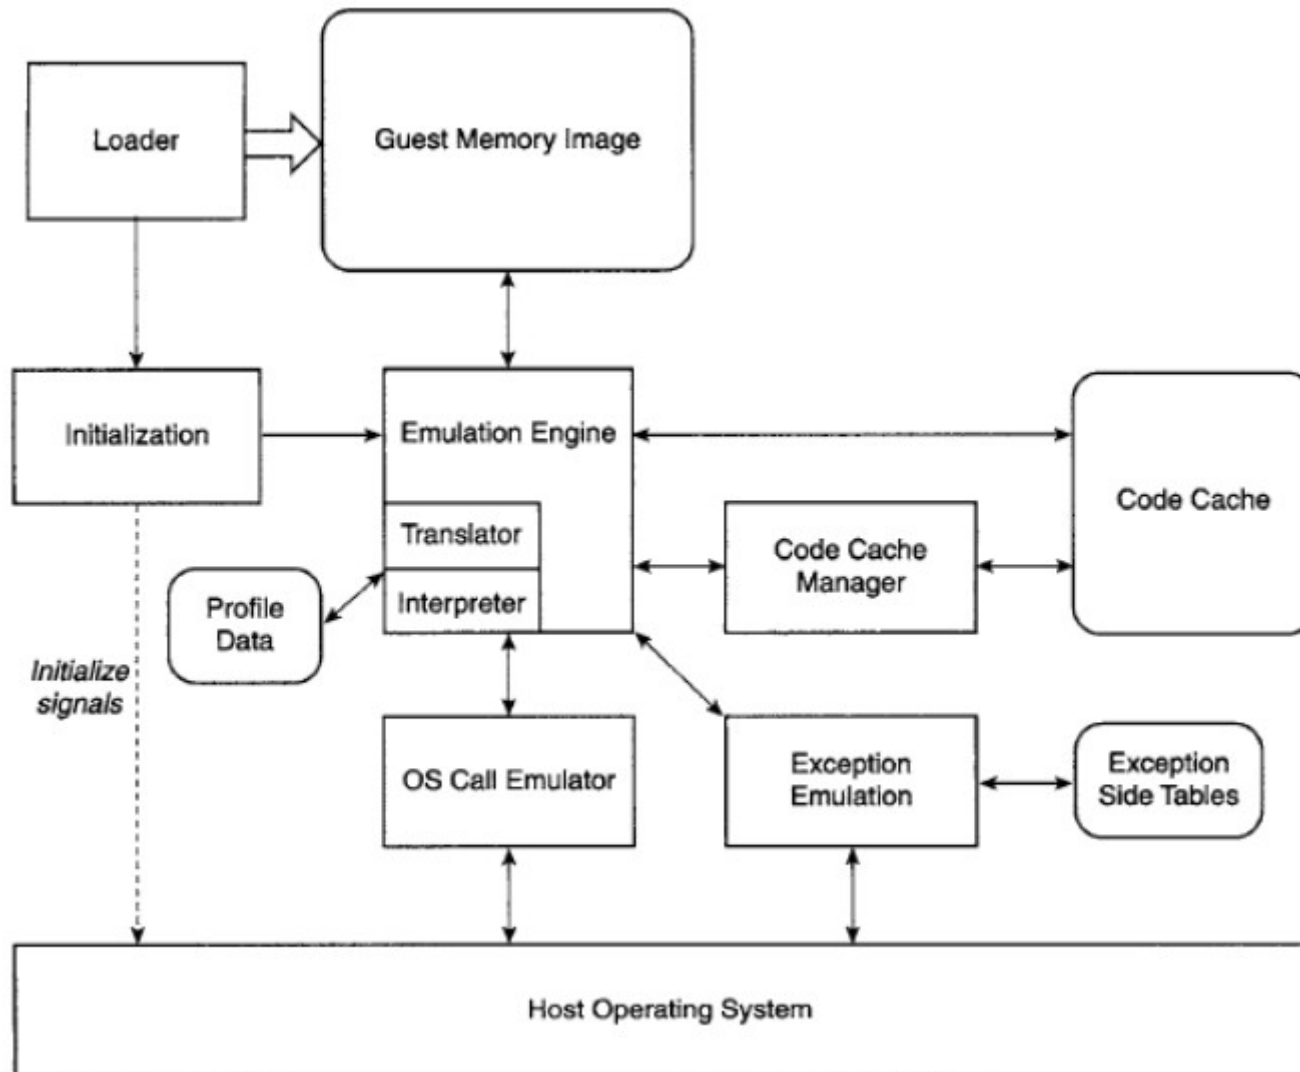 Loader
Guest Memory Image
Initialization
Emulation Engine
Translator
Interpreter
Code Cache
Manager
Code Cache
Profile
Data
Initialize
signals
OS Call Emulator
Exception
Emulation
Exception
Side Tables
Host Operating System